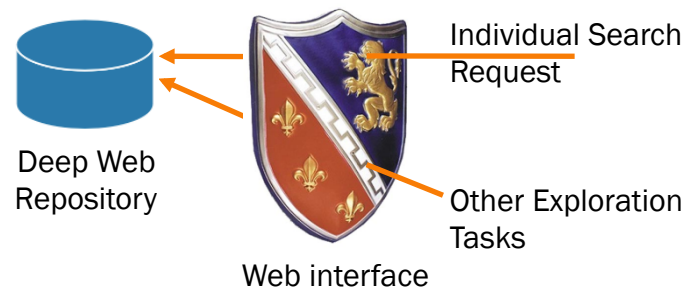 Individual Search
Request
Deep Web
Repository
Other Exploration
Tasks
Web interface